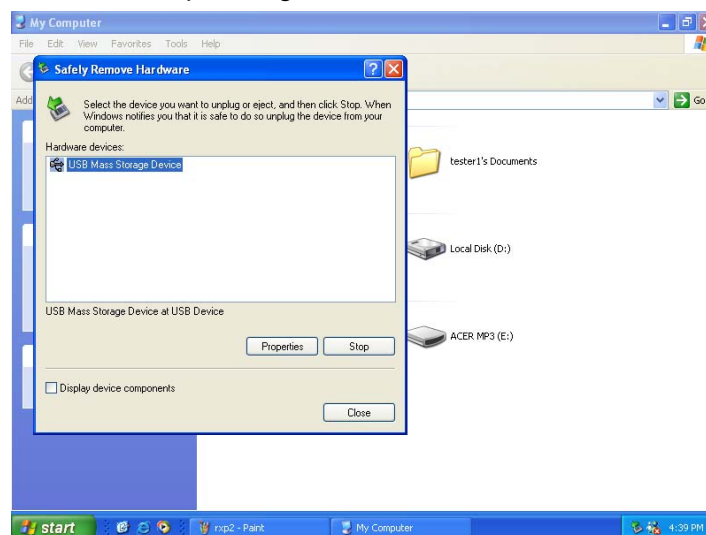 My Computer
File Edit View Favorites Tools Help
Safely Remove Hardware
Add
Go
Select the device you want to unplug or eject, and then click Stop. When
Windows notifies you that it is safe to do so unplug the device from your
computer.
Hardware devices:
USB Mass Storage Device
tester1's Documents
Local Disk (D:)
USB Mass Storage Device at USB Device
ACER MP3 (E:)
Properties Stop
Display device components
Close
start rxp2 - Paint My Computer 4:39 PM